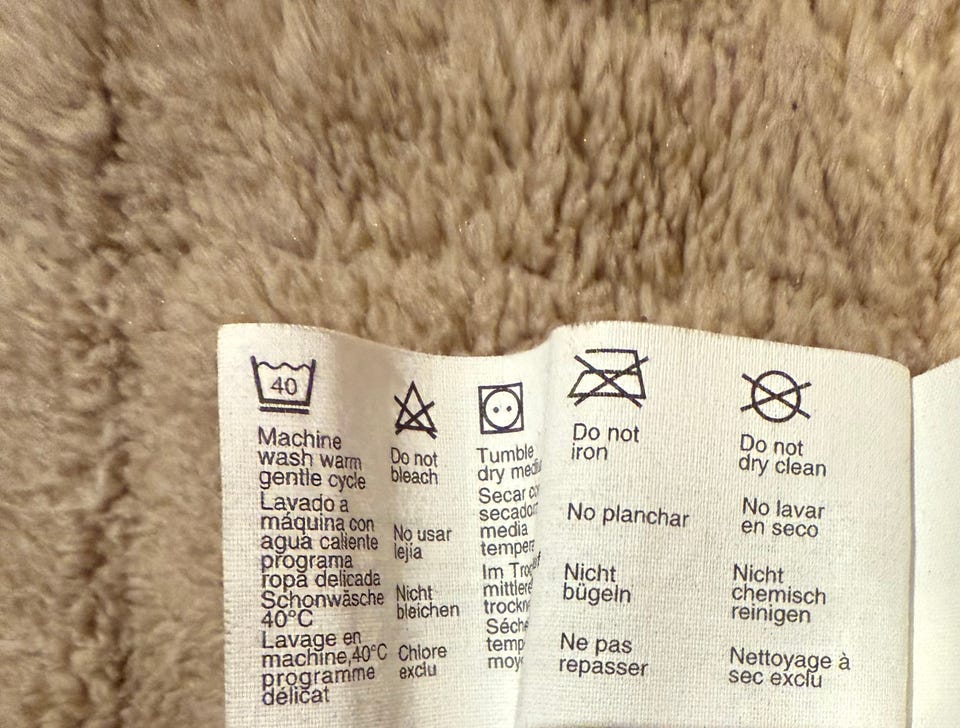 40
Machine
wash warm
gentle cycle
Lavado a
máquina con
agua caliente
programa
ropa delicada
Schonwäsche
40°C
Lavage en
machine,40°C
programme
délicat
Do not
bleach
No usar
lejía
Nicht
bleichen
Chlore
exclu
Tumble
dry
Secar
media
Im
Do not
iron
No planchar
Nicht
bügeln
Ne pas
repasser
Do not
dry clean
No lavar
en seco
Nicht
chemisch
reinigen
Nettoyage à
sec exclu